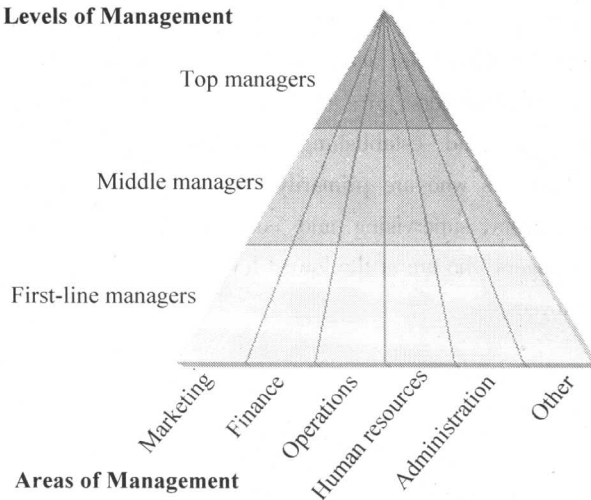 Levels of Management
Top managers
Middle managers
First-line managers
Marketing
Finance
Operations
Human resources
Administration
Other
Areas of Management